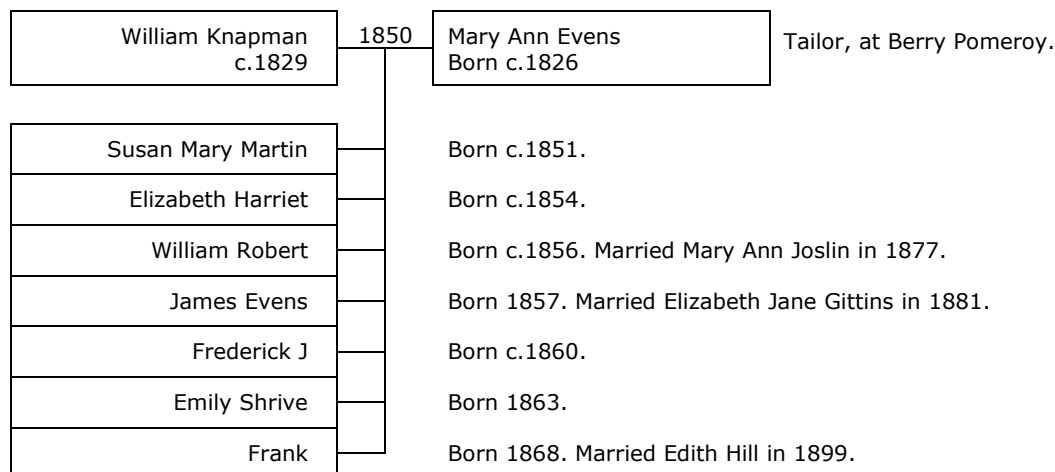 William Knapman
c.1829
1850
Mary Ann Evens
Born c.1826
Tailor, at Berry Pomeroy.
Susan Mary Martin
Born c.1851.
Elizabeth Harriet
Born c.1854.
William Robert
Born c.1856. Married Mary Ann Joslin in 1877.
James Evens
Born 1857. Married Elizabeth Jane Gittins in 1881.
Frederick J
Born c.1860.
Emily Shrive
Born 1863.
Frank
Born 1868. Married Edith Hill in 1899.